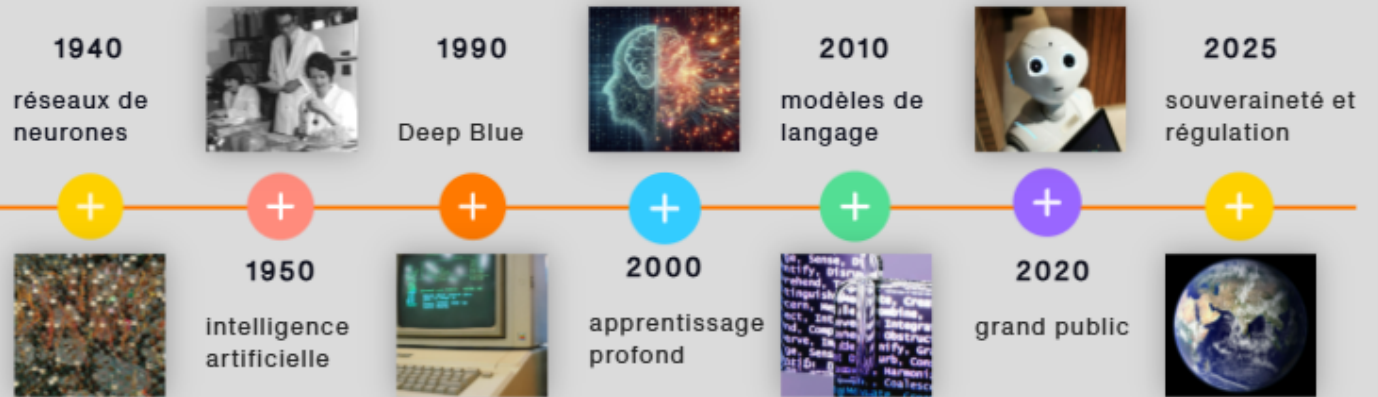 1940
réseaux de
neurones
1950
intelligence
artificielle
1990
Deep Blue
2000
apprentissage
profond
2010
modèles de
langage
2020
grand public
2025
souveraineté et
régulation